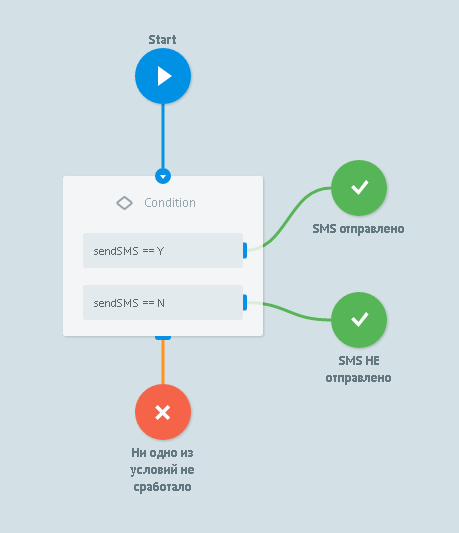 Start
Condition
sendSMS == Y
SMS отправлено
sendSMS == N
SMS НЕ
отправлено
Ни одно из
условий не
сработало